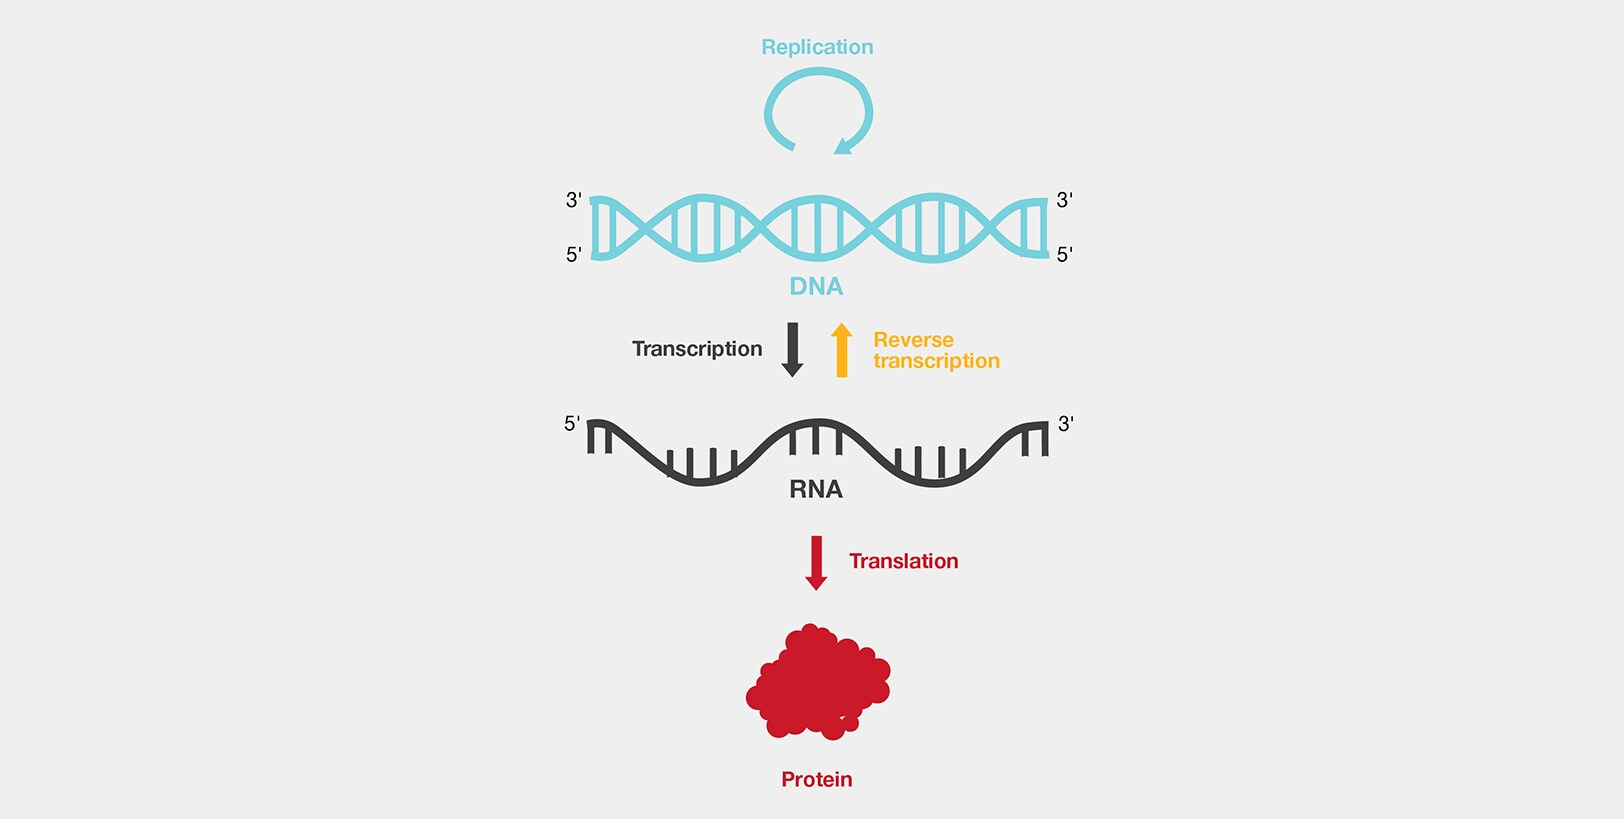 Replication
3' 3'
5' 5'
DNA
Transcription
Reverse
transcription
5' 3'
RNA
Translation
Protein